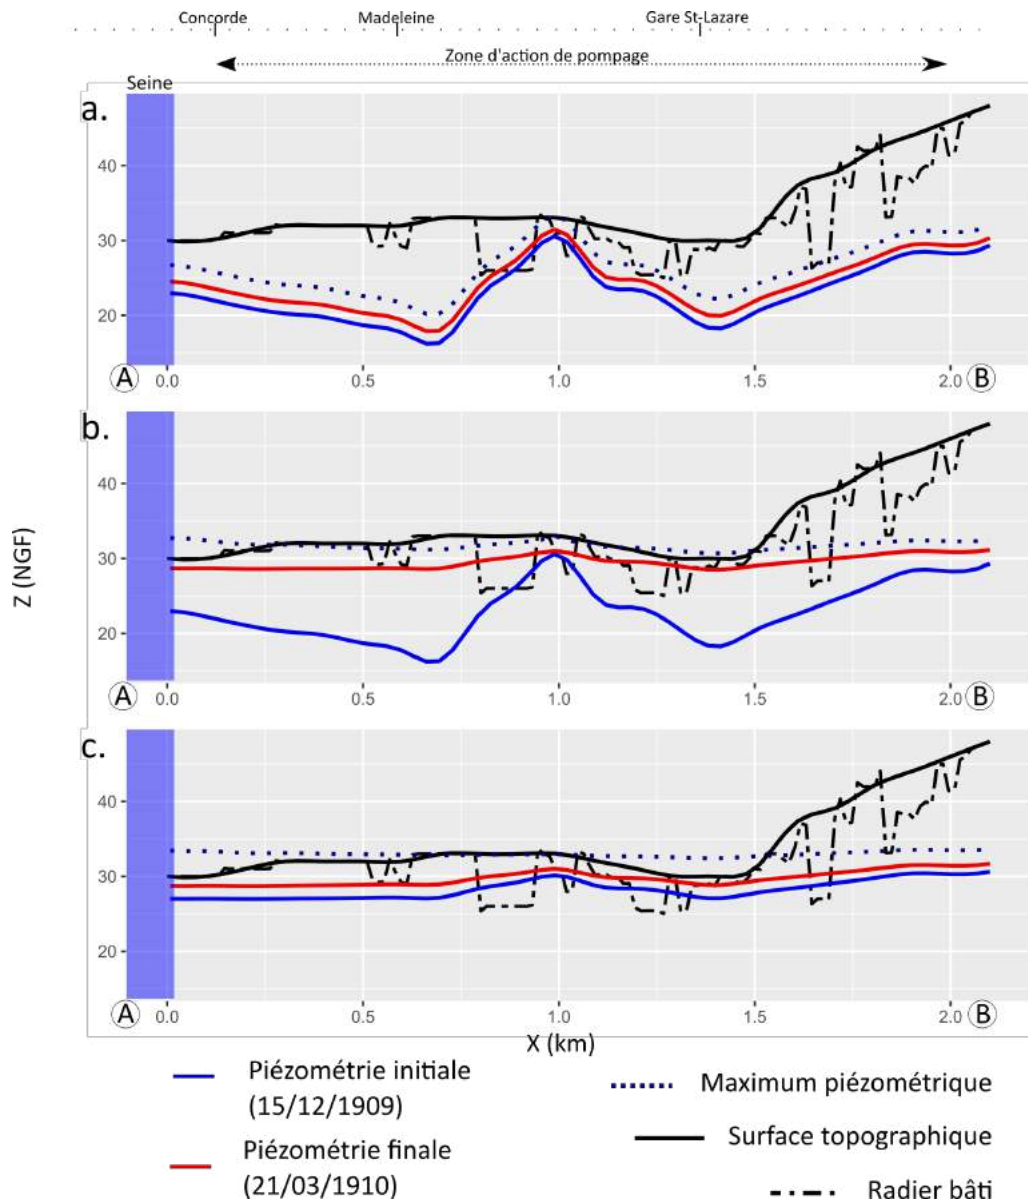 Concorde Madeleine Gare St-Lazare
Zone d'action de pompage
Seine
a.
40
30
20
A 0.0 0.5 1.0 1.5 2.0 B
b.
40
30
20
A 0.0 0.5 1.0 1.5 2.0 B
Z (NGF)
c.
40
30
20
A 0.0 0.5 1.0 1.5 2.0 B
X (km)
Piézométrie initiale
(15/12/1909)
Piézométrie finale
(21/03/1910)
Maximum piézométrique
Surface topographique
Radier bâti